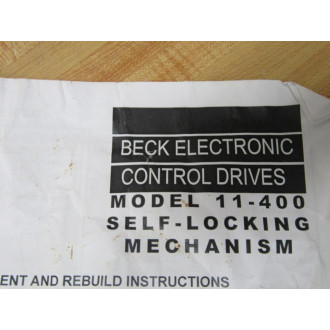 BECK ELECTRONIC
CONTROL DRIVES
MODEL 11-400
SELF-LOCKING
MECHANISM
ENT AND REBUILD INSTRUCTIONS